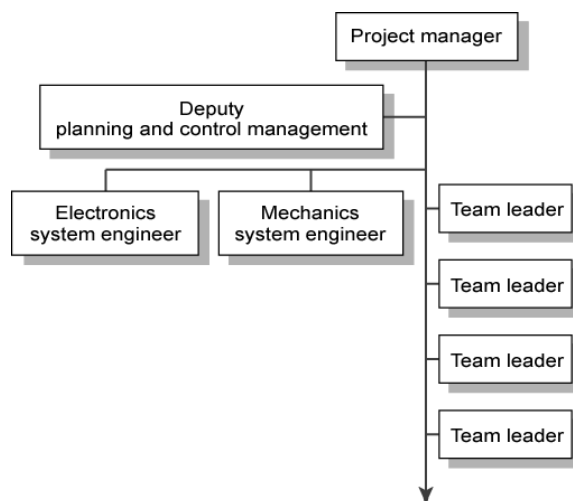 Project manager
Deputy
planning and control management
Electronics
system engineer
Mechanics
system engineer
Team leader
Team leader
Team leader
Team leader